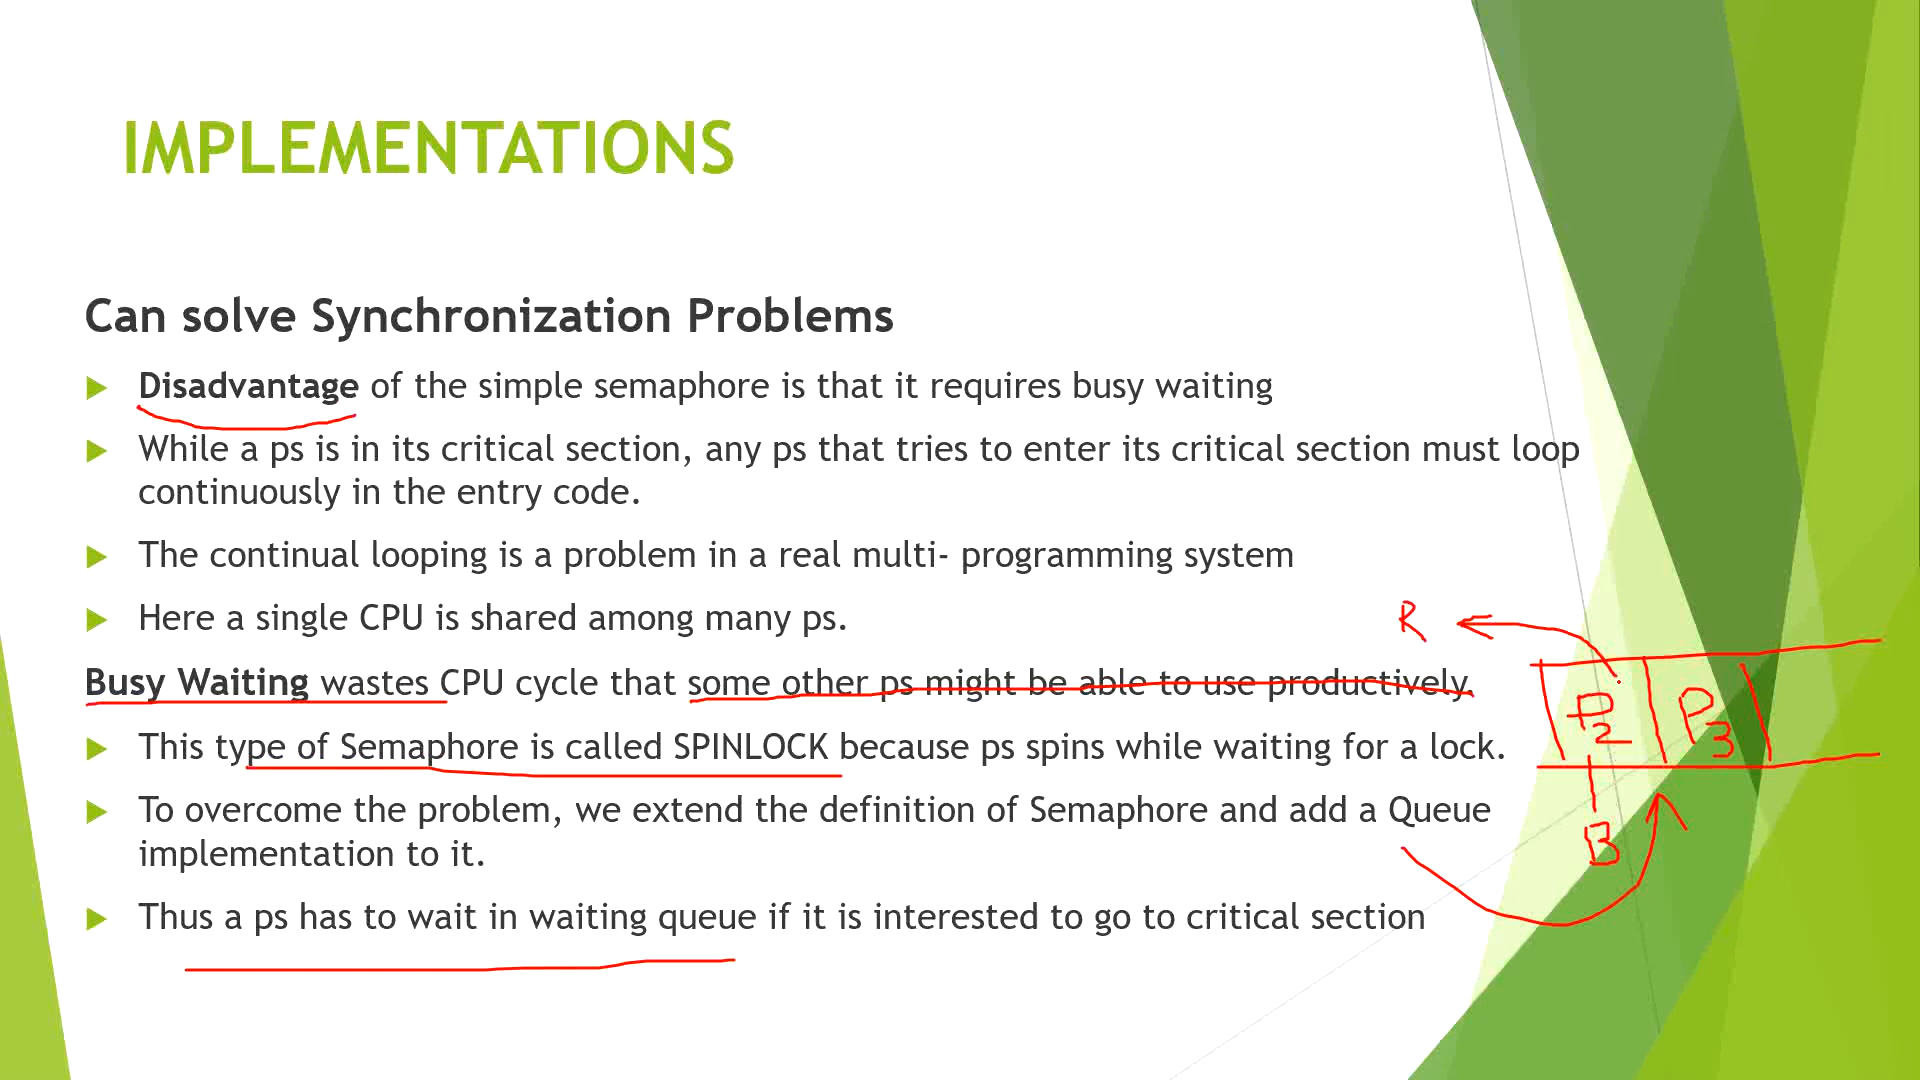 IMPLEMENTATIONS
Can solve Synchronization Problems
Disadvantage of the simple semaphore is that it requires busy waiting
While a ps is in its critical section, any ps that tries to enter its critical section must loop
continuously in the entry code.
The continual looping is a problem in a real multi- programming system
Here a single CPU is shared among many ps.
Busy Waiting wastes CPU cycle that some other ps might be able to use productively.
This type of Semaphore is called SPINLOCK because ps spins while waiting for a lock.
To overcome the problem, we extend the definition of Semaphore and add a Queue
implementation to it.
Thus a ps has to wait in waiting queue if it is interested to go to critical section
R
P2 P3
B